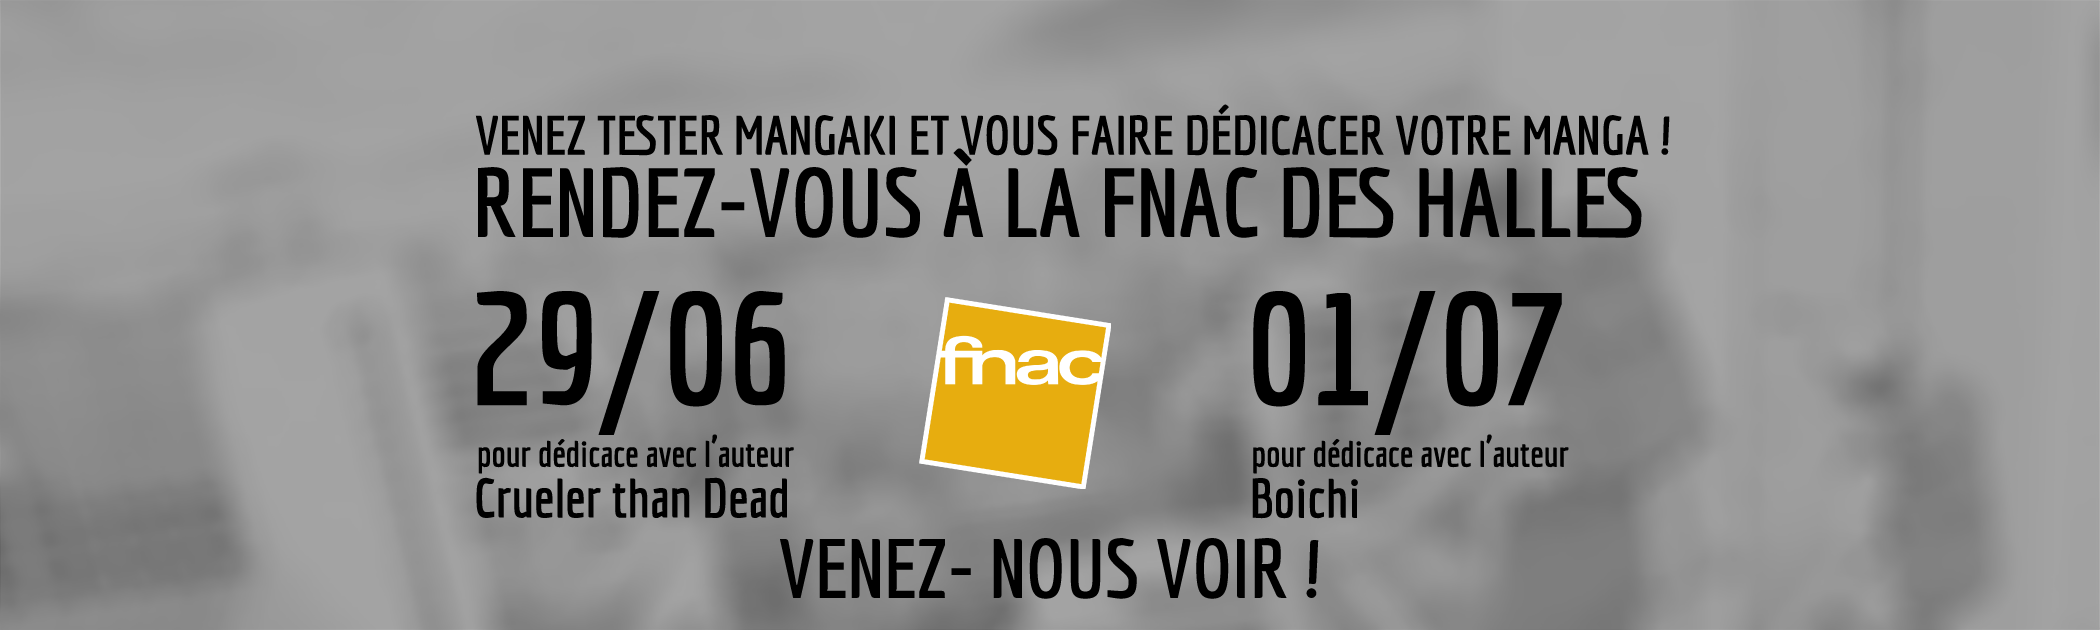 VENEZ TESTER MANGAKI ET VOUS FAIRE DÉDICACER VOTRE MANGA !
RENDEZ-VOUS À LA FNAC DES HALLES
29/06
pour dédicace avec l'auteur
Crueler than Dead
fnac
01/07
pour dédicace avec l'auteur
Boichi
VENEZ- NOUS VOIR !